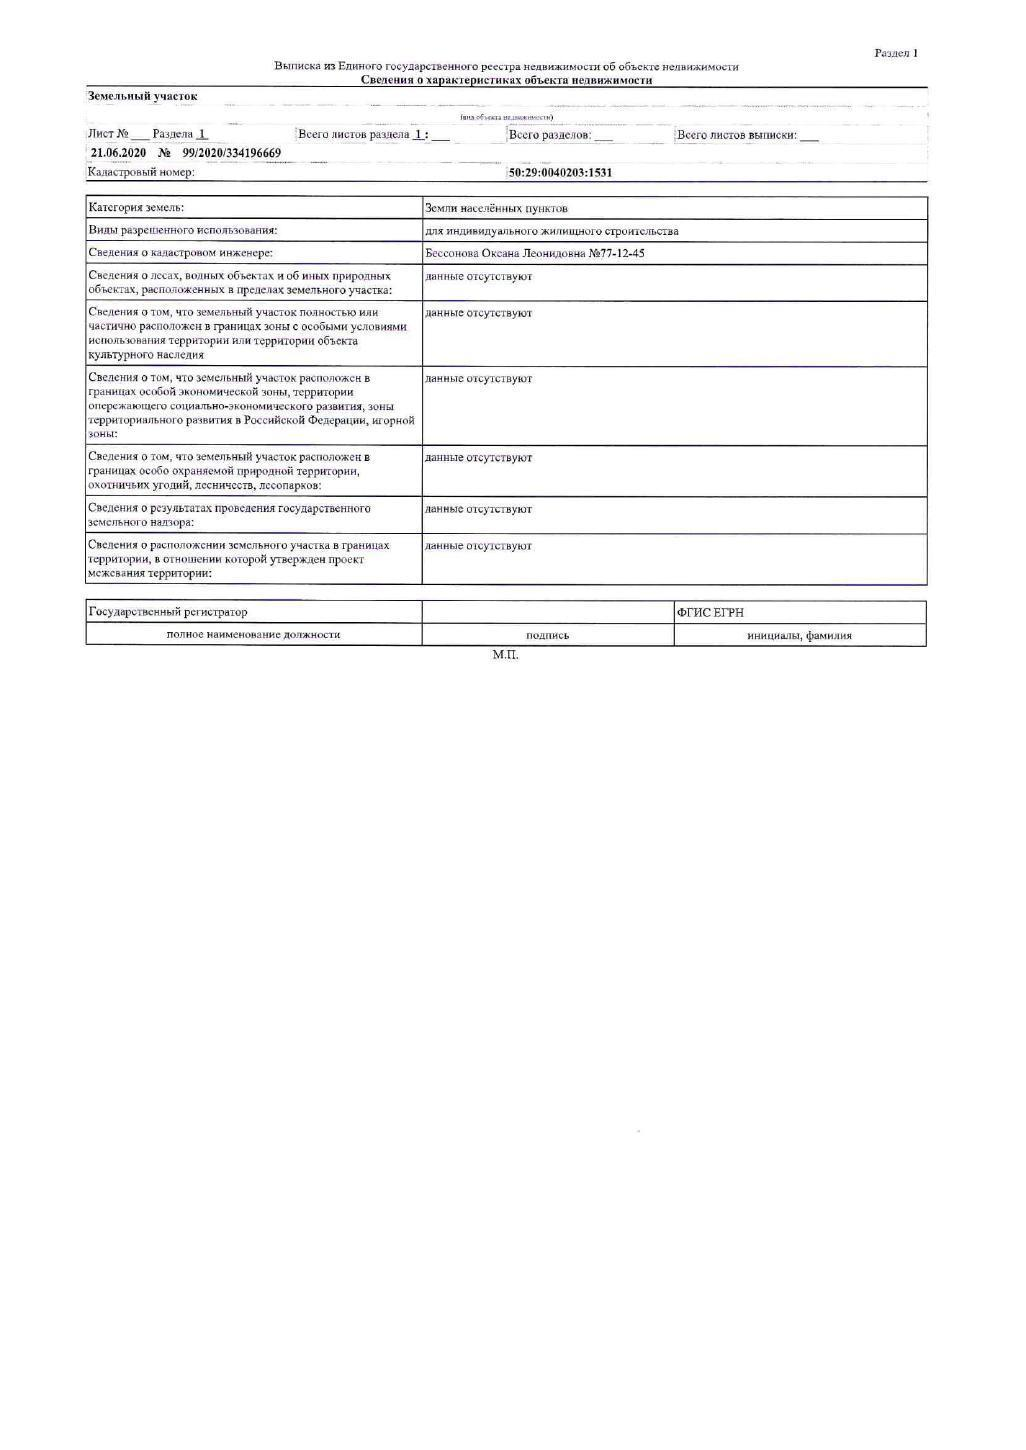 Раздел 1
Выписка из Единого государственного реестра недвижимости об объекте недвижимости
Сведения о характеристиках объекта недвижимости
Земельный участок
(вид объекта недвижимости)
Лист № ___ Раздела 1 Всего листов раздела 1 : ___ Всего разделов: ___ Всего листов выписки: ___
21.06.2020 № 99/2020/334196669
Кадастровый номер: 50:29:0040203:1531
Категория земель: Земли населённых пунктов
Виды разрешенного использования: для индивидуального жилищного строительства
Сведения о кадастровом инженере: Бессонова Оксана Леонидовна №77-12-45
Сведения о лесах, водных объектах и об иных природных данные отсутствуют
объектах, расположенных в пределах земельного участка:
Сведения о том, что земельный участок полностью или данные отсутствуют
частично расположен в границах зоны с особыми условиями
использования территории или территории объекта
культурного наследия
Сведения о том, что земельный участок расположен в данные отсутствуют
границах особой экономической зоны, территории
опережающего социально-экономического развития, зоны
территориального развития в Российской Федерации, игорной
зоны:
Сведения о том, что земельный участок расположен в данные отсутствуют
границах особо охраняемой природной территории,
охотничьих угодий, лесничеств, лесопарков:
Сведения о результатах проведения государственного данные отсутствуют
земельного надзора:
Сведения о расположении земельного участка в границах данные отсутствуют
территории, в отношении которой утвержден проект
межевания территории:
Государственный регистратор ФГИС ЕГРН
полное наименование должности подпись инициалы, фамилия
М.П.